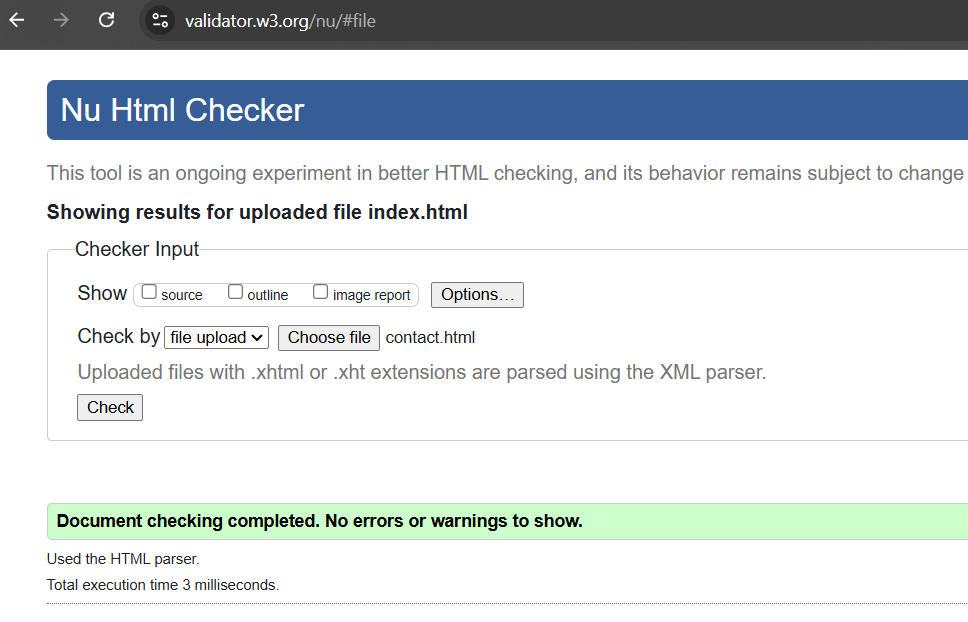 validator.w3.org/nu/#file
Nu Html Checker
This tool is an ongoing experiment in better HTML checking, and its behavior remains subject to change
Showing results for uploaded file index.html
Checker Input
Show source outline image report Options...
Check by file upload Choose file contact.html
Uploaded files with .xhtml or .xht extensions are parsed using the XML parser.
Check
Document checking completed. No errors or warnings to show.
Used the HTML parser.
Total execution time 3 milliseconds.